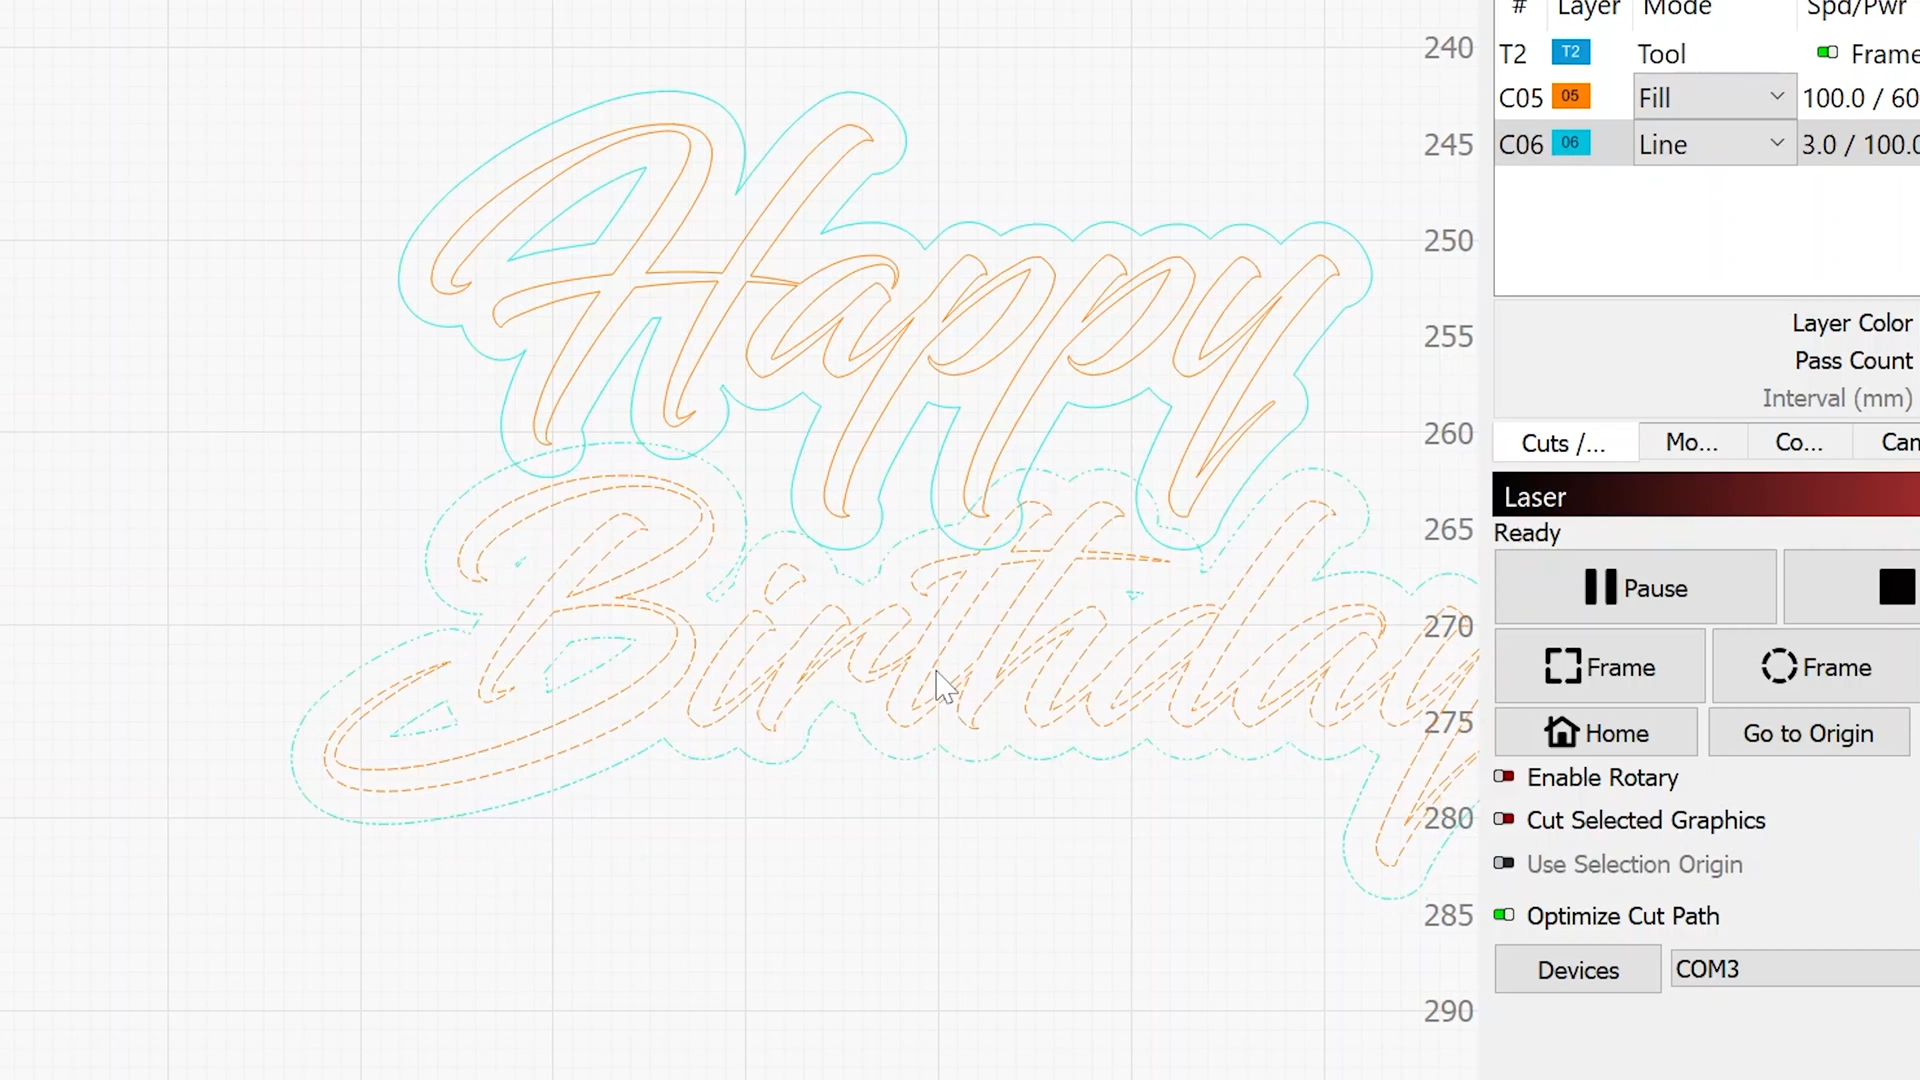 # Layer Mode Spd/Pwr
T2 T2 Tool Frame
C05 05 Fill 100.0 / 60
C06 06 Line 3.0 / 100.0
Layer Color
Pass Count
Interval (mm)
Cuts /... Mo... Co... Can
Laser
Ready
Pause
Frame Frame
Home Go to Origin
Enable Rotary
Cut Selected Graphics
Use Selection Origin
Optimize Cut Path
Devices COM3
240
245
250
255
260
265
270
275
280
285
290
Happy
Birthday